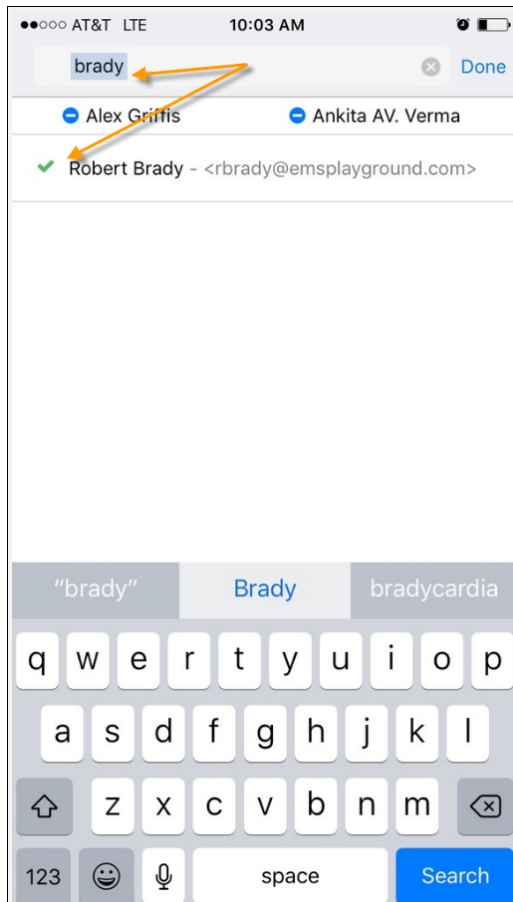 AT&T LTE 10:03 AM
brady Done
Alex Griffis Ankita AV. Verma
Robert Brady - <rbrady@emsplayground.com>
"brady" Brady bradycardia
q w e r t y u i o p
a s d f g h j k l
z x c v b n m
123 space Search